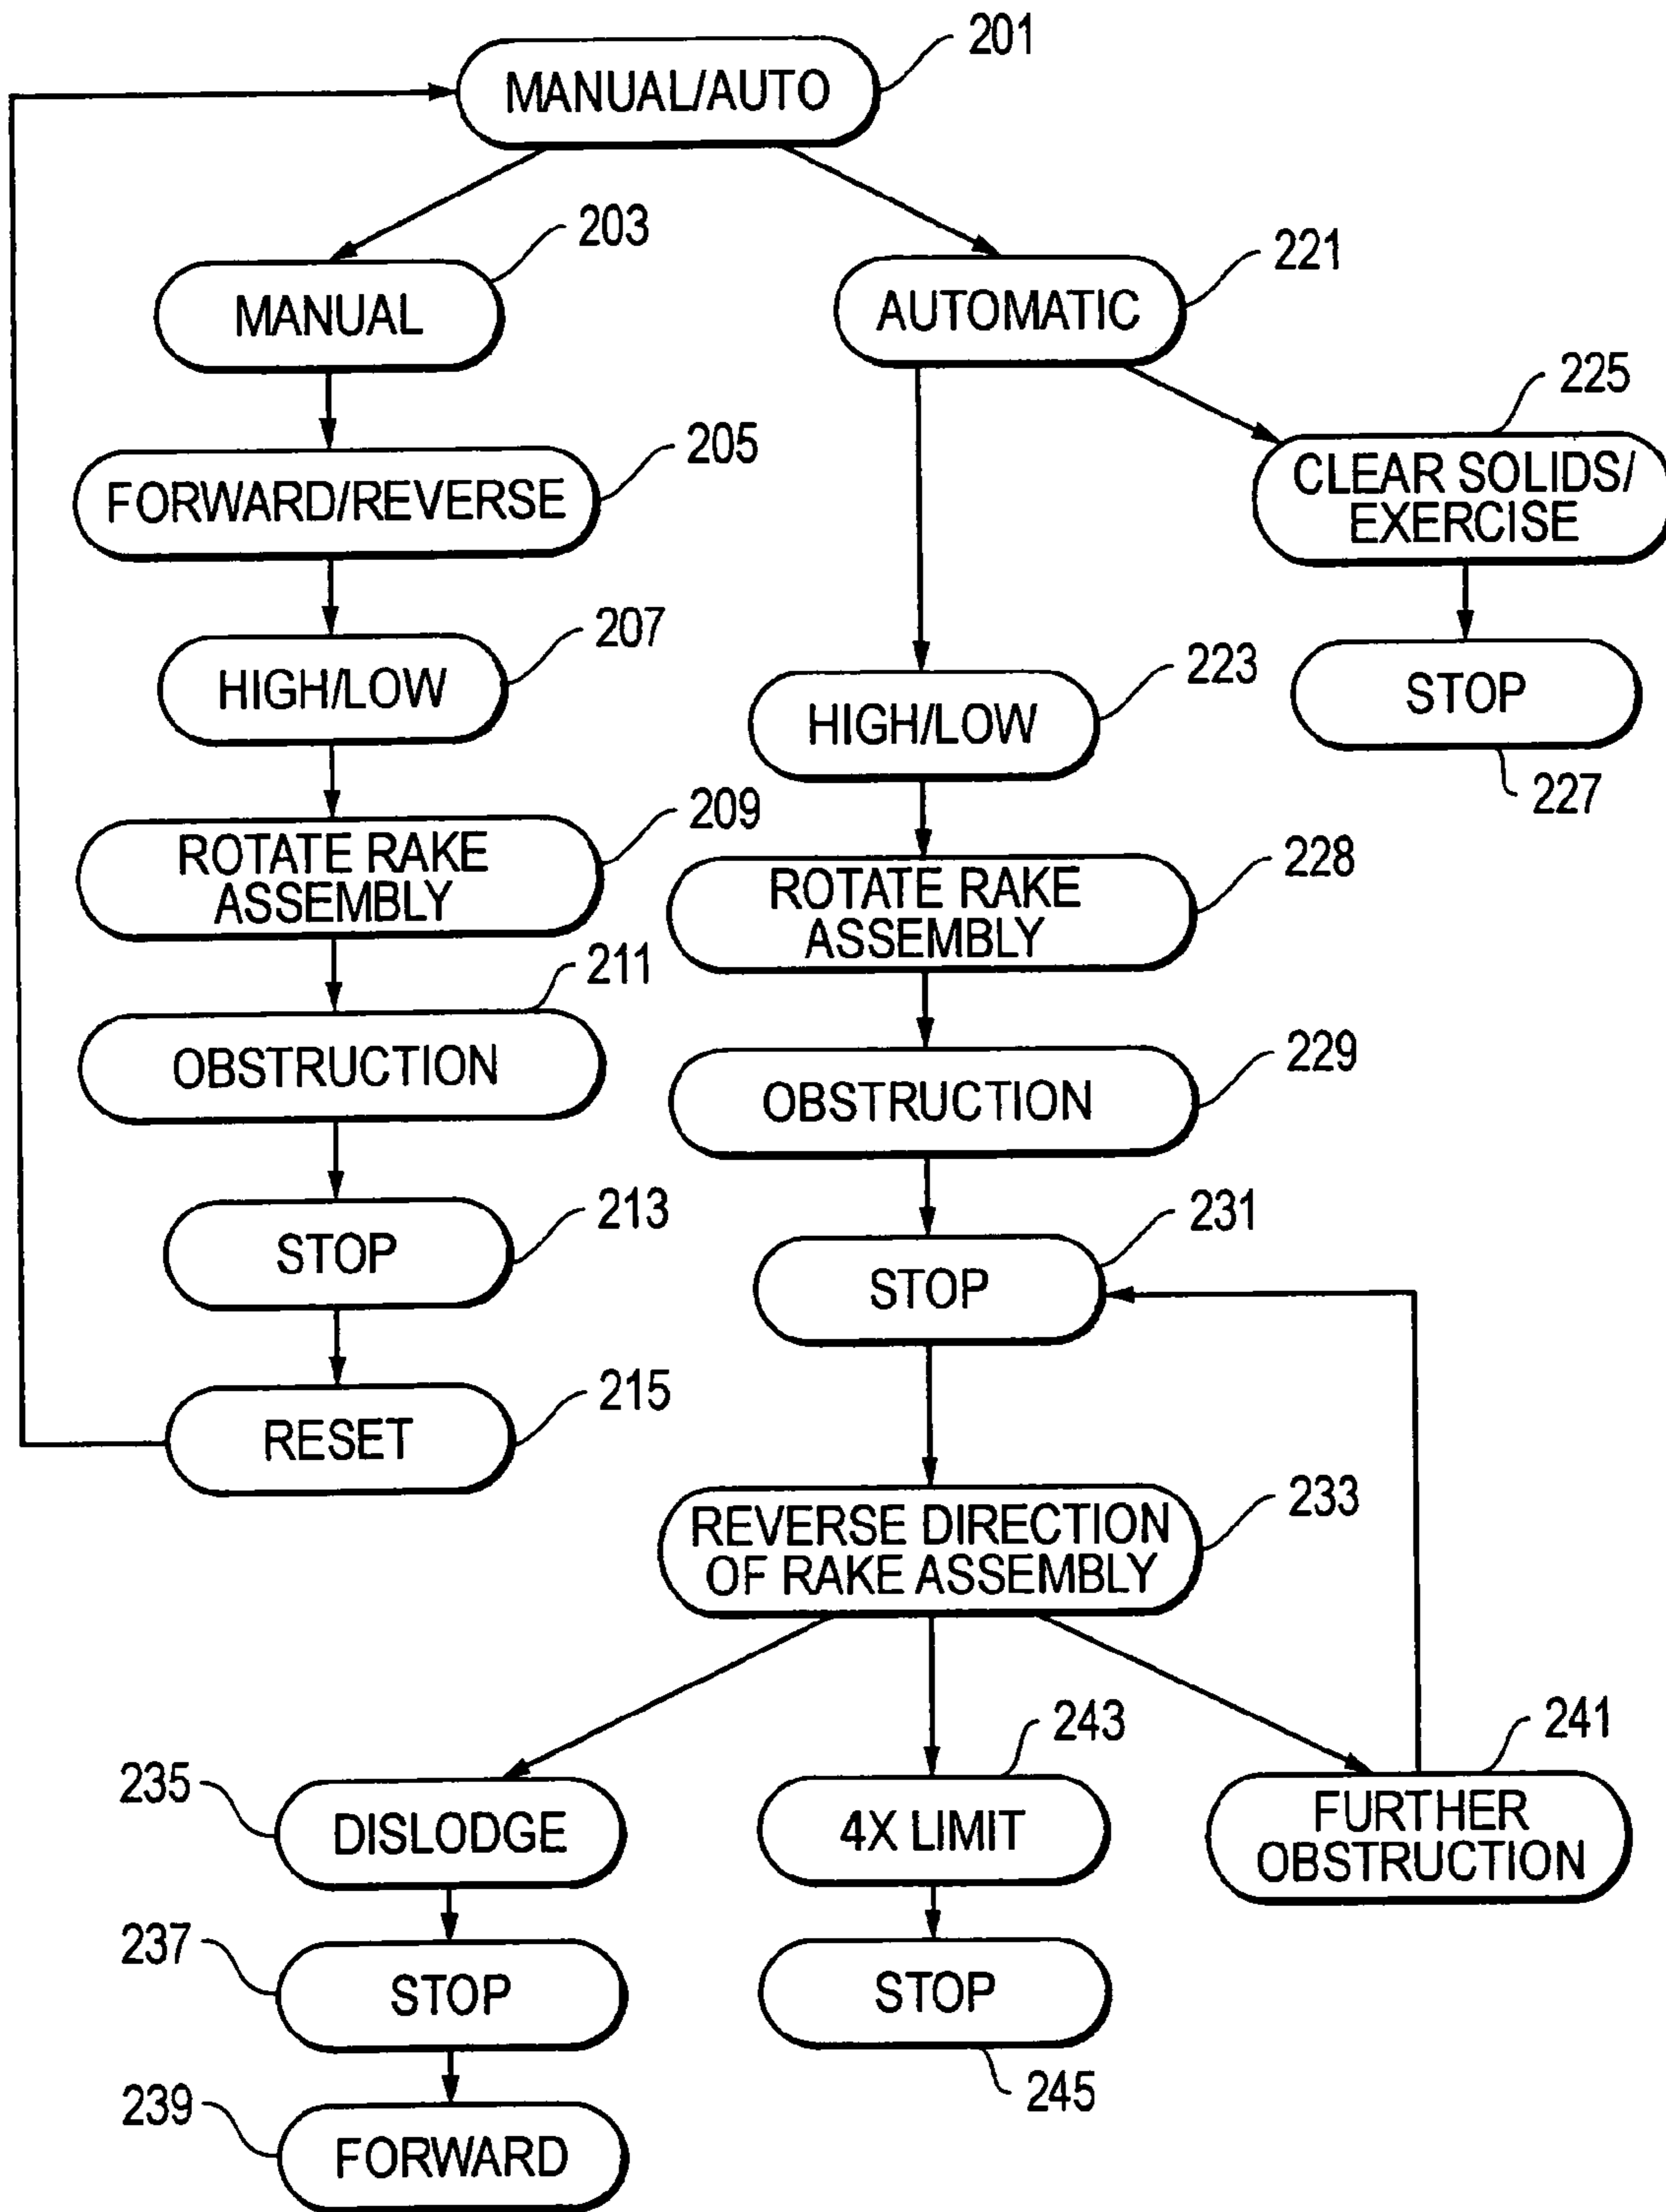 201
MANUAL/AUTO
203
MANUAL
221
AUTOMATIC
205
FORWARD/REVERSE
225
CLEAR SOLIDS/
EXERCISE
207
HIGH/LOW
223
HIGH/LOW
STOP
227
209
ROTATE RAKE
ASSEMBLY
228
ROTATE RAKE
ASSEMBLY
211
OBSTRUCTION
229
OBSTRUCTION
213
STOP
231
STOP
215
RESET
233
REVERSE DIRECTION
OF RAKE ASSEMBLY
235
DISLODGE
243
4X LIMIT
241
FURTHER
OBSTRUCTION
237
STOP
STOP
245
239
FORWARD